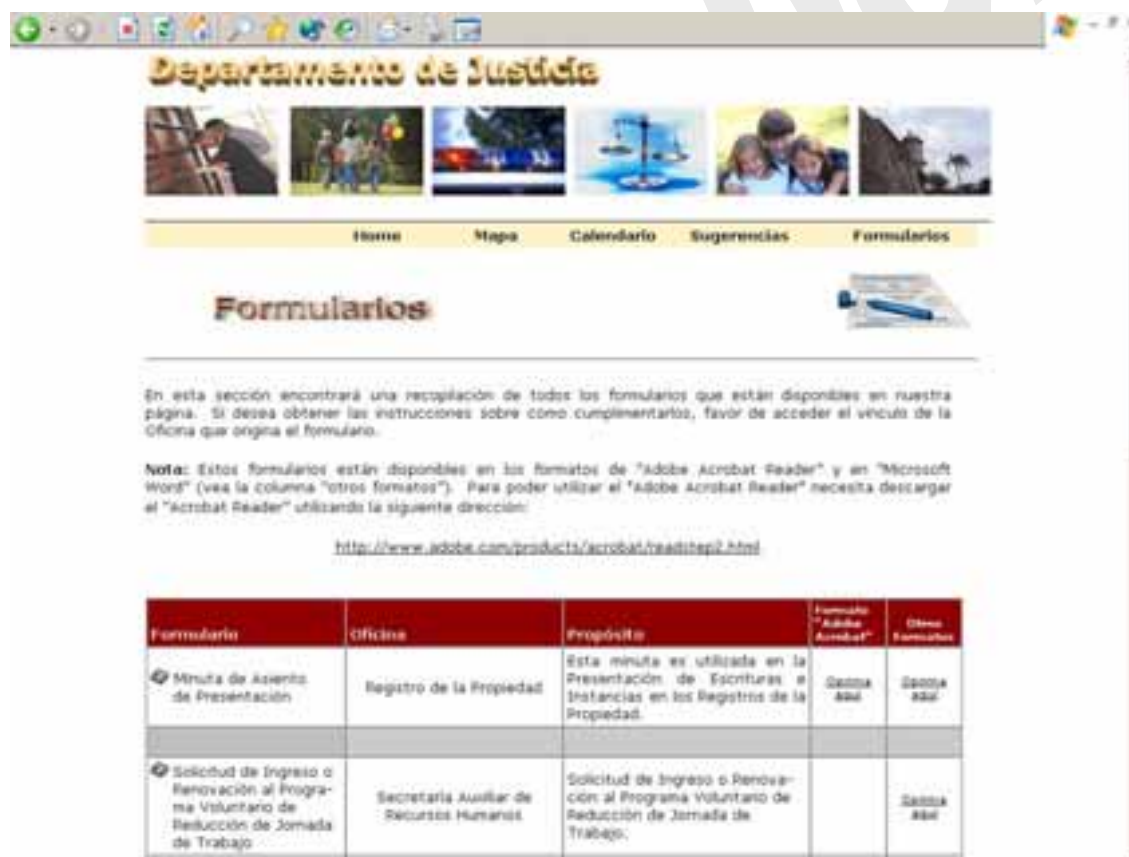 Departamento de Justicia
Home Mapa Calendario Sugerencias Formularios
Formularios
En esta sección encontrará una recopilación de todos los formularios que están disponibles en nuestra
página. Si desea obtener las instrucciones sobre como cumplimentarlos, favor de acceder el vínculo de la
Oficina que origina el formulario.
Nota: Estos formularios están disponibles en los formatos de "Adobe Acrobat Reader" y en "Microsoft
Word" (vea la columna "otros formatos"). Para poder utilizar el "Adobe Acrobat Reader" necesita descargar
el "Acrobat Reader" utilizando la siguiente dirección:
http://www.adobe.com/products/acrobat/readstep2.html
Formulario
Oficina
Propósito
Formato
"Adobe
Acrobat"
Otros
Formatos
Minuta de Asiento
de Presentación
Registro de la Propiedad
Esta minuta es utilizada en la
Presentación de Escrituras e
Instancias en los Registros de la
Propiedad.
Oprima
aquí
Oprima
aquí
Solicitud de Ingreso o
Renovación al Progra-
ma Voluntario de
Reducción de Jornada
de Trabajo
Secretaría Auxiliar de
Recursos Humanos
Solicitud de Ingreso o Renova-
ción al Programa Voluntario de
Reducción de Jornada de
Trabajo.
Oprima
aquí